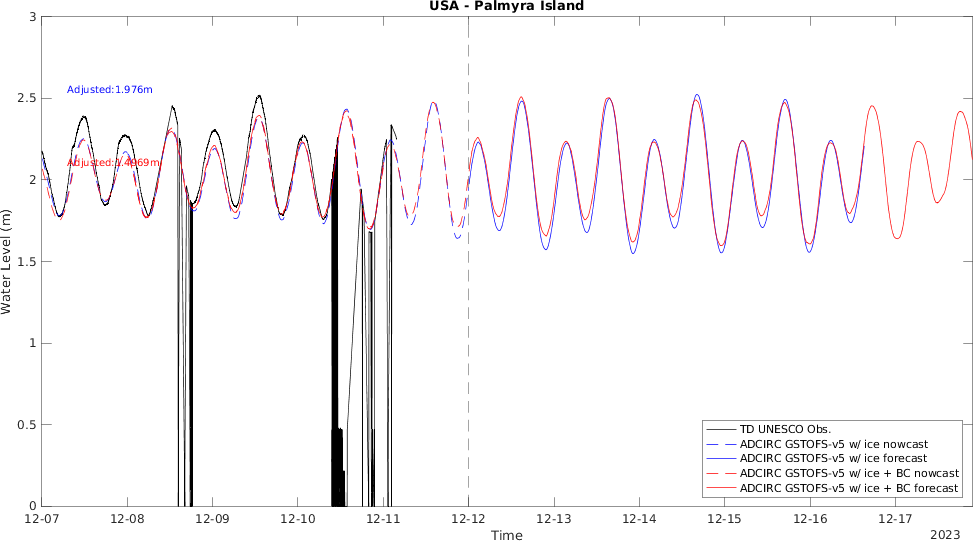 USA - Palmyra Island
3
2.5
2
1.5
1
0.5
0
Water Level (m)
Adjusted:1.976m
Adjusted:1.4969m
TD UNESCO Obs.
ADCIRC GSTOFS-v5 w/ ice nowcast
ADCIRC GSTOFS-v5 w/ ice forecast
ADCIRC GSTOFS-v5 w/ ice + BC nowcast
ADCIRC GSTOFS-v5 w/ ice + BC forecast
12-07 12-08 12-09 12-10 12-11 12-12 12-13 12-14 12-15 12-16 12-17
Time
2023